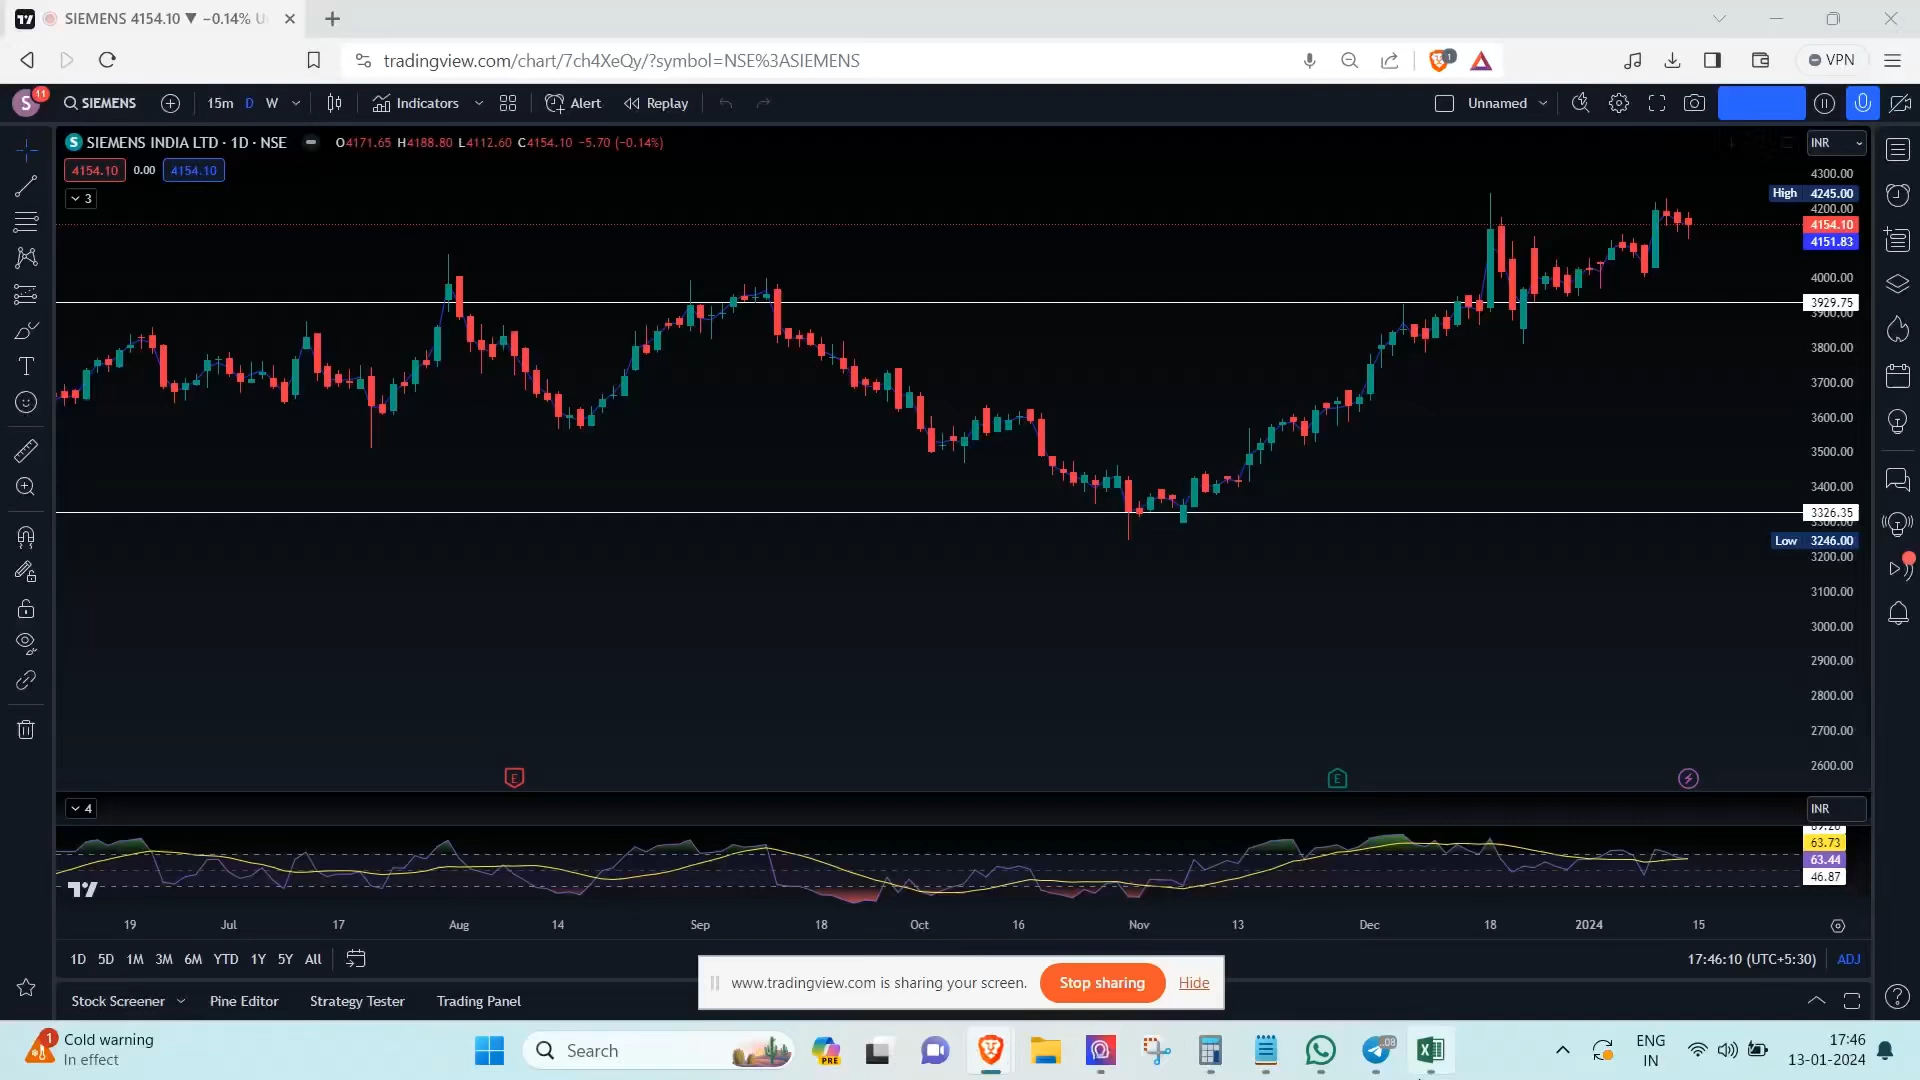 SIEMENS 4154.10 ▼ −0.14%
tradingview.com/chart/7ch4XeQy/?symbol=NSE%3ASIEMENS
1
VPN
S
11
SIEMENS
15m D W
Indicators
Alert
Replay
Unnamed
SIEMENS INDIA LTD · 1D · NSE
O4171.65 H4188.80 L4112.60 C4154.10 −5.70 (−0.14%)
INR
4154.10 0.00 4154.10
3
4300.00
High 4245.00
4200.00
4154.10
4151.83
4000.00
3929.75
3900.00
3800.00
3700.00
3600.00
3500.00
3400.00
3326.35
3300.00
Low 3246.00
3200.00
3100.00
3000.00
2900.00
2800.00
2700.00
2600.00
E
E
4
INR
63.73
63.44
46.87
19 Jul 17 Aug 14 Sep 18 Oct 16 Nov 13 Dec 18 2024 15
1D 5D 1M 3M 6M YTD 1Y 5Y All
17:46:10 (UTC+5:30)
ADJ
www.tradingview.com is sharing your screen.
Stop sharing
Hide
Stock Screener
Pine Editor
Strategy Tester
Trading Panel
1
Cold warning
In effect
Search
PRE
ENG
IN
17:46
13-01-2024